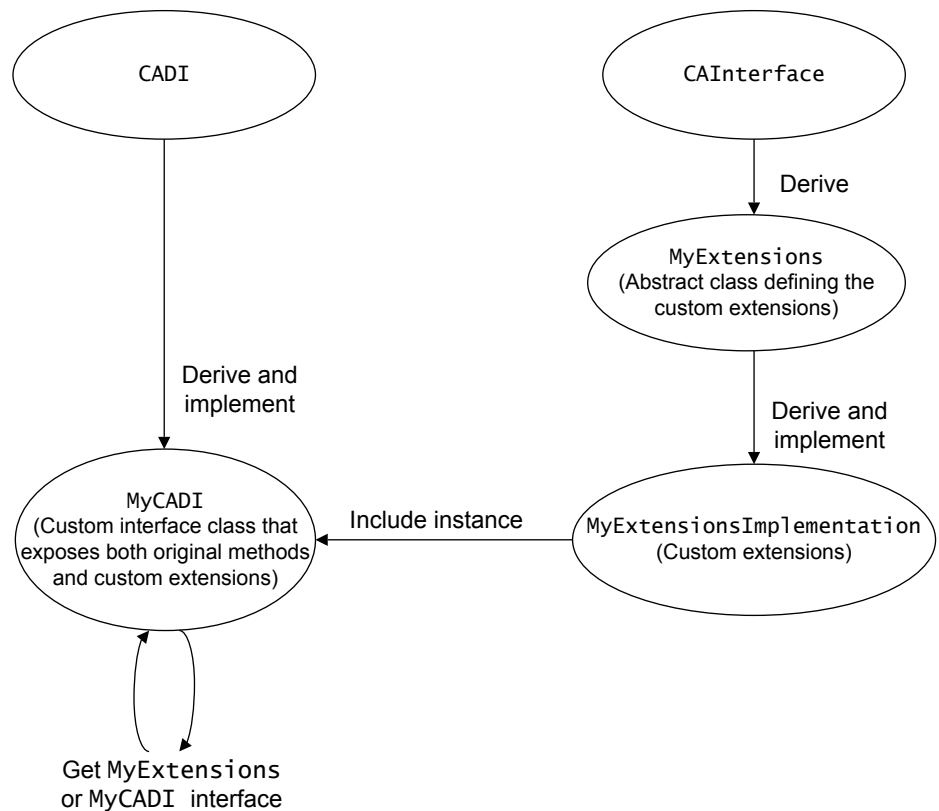 CADI
CAInterface
Derive
MyExtensions
(Abstract class defining the
custom extensions)
Derive and
implement
Derive and
implement
MyCADI
(Custom interface class that
exposes both original methods
and custom extensions)
Include instance
MyExtensionsImplementation
(Custom extensions)
Get MyExtensions
or MyCADI interface